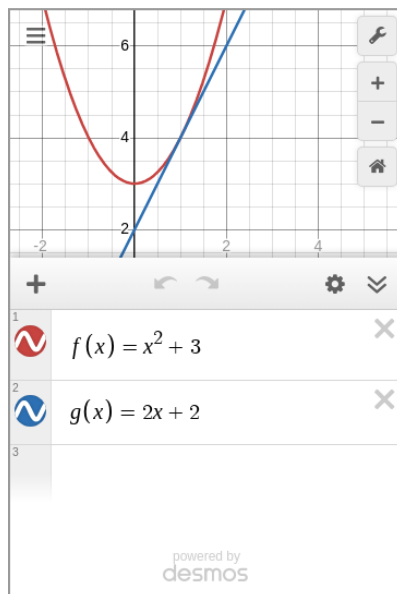 6
4
2
-2 2 4
1
f(x) = x² + 3
2
g(x) = 2x + 2
3
powered by
desmos